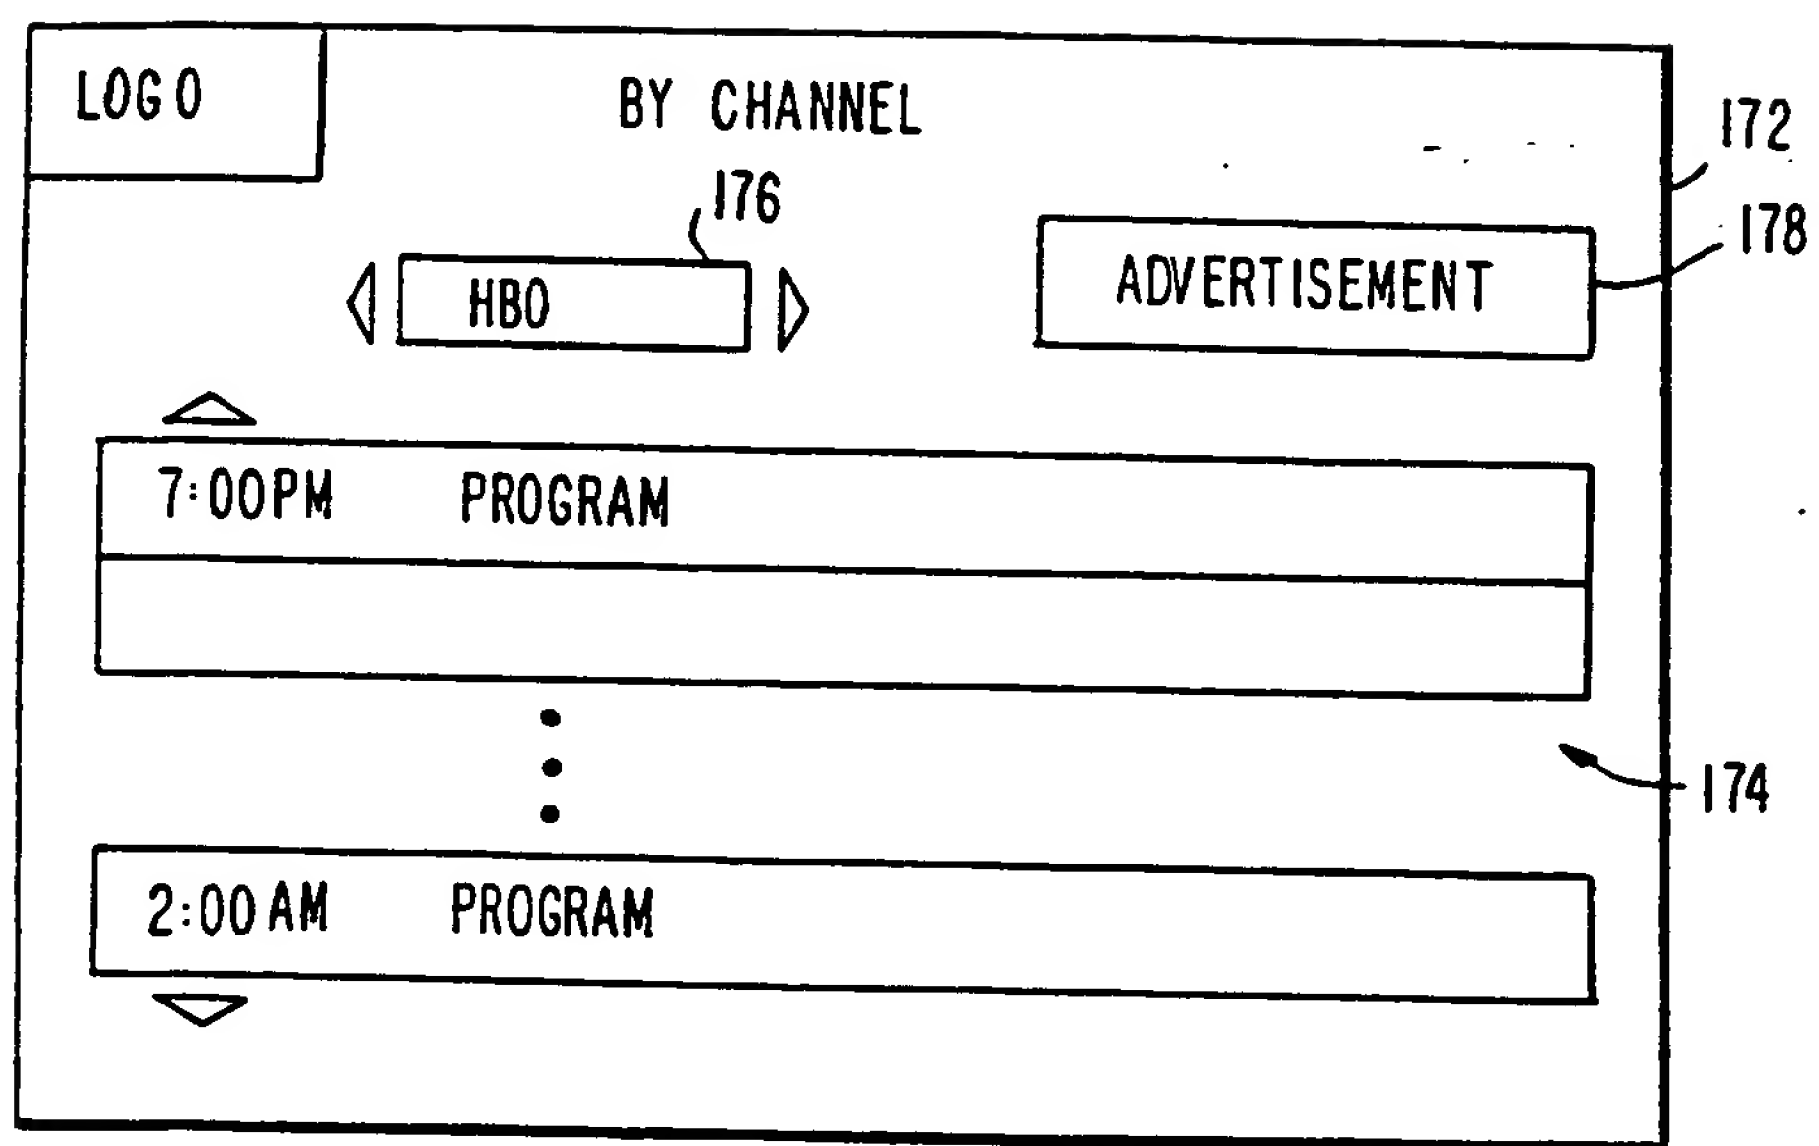 LOGO
BY CHANNEL
172
176
178
HBO
ADVERTISEMENT
7:00PM PROGRAM
174
2:00AM PROGRAM